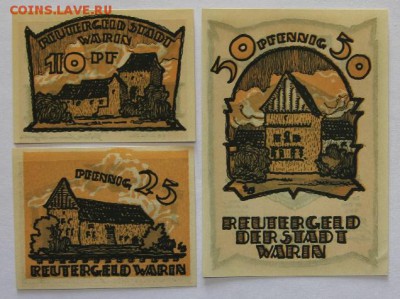 COINS.LAVE.RU
REUTERGELD STADT
WARIN
10 PF
PFENNIG 25
REUTERGELD WARIN
50 PFENNIG 50
REUTERGELD
DER STADT
WARIN